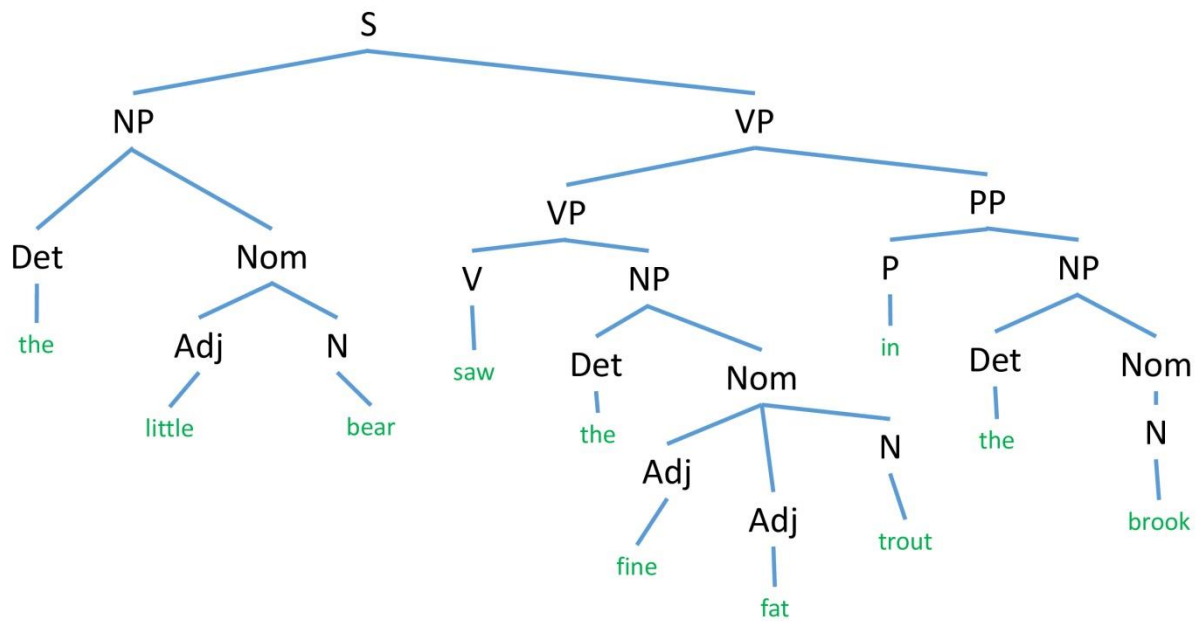 S
NP VP
VP PP
Det Nom V NP P NP
the Adj N saw Det Nom in Det Nom
little bear the Adj N the N
fine Adj trout brook
fat